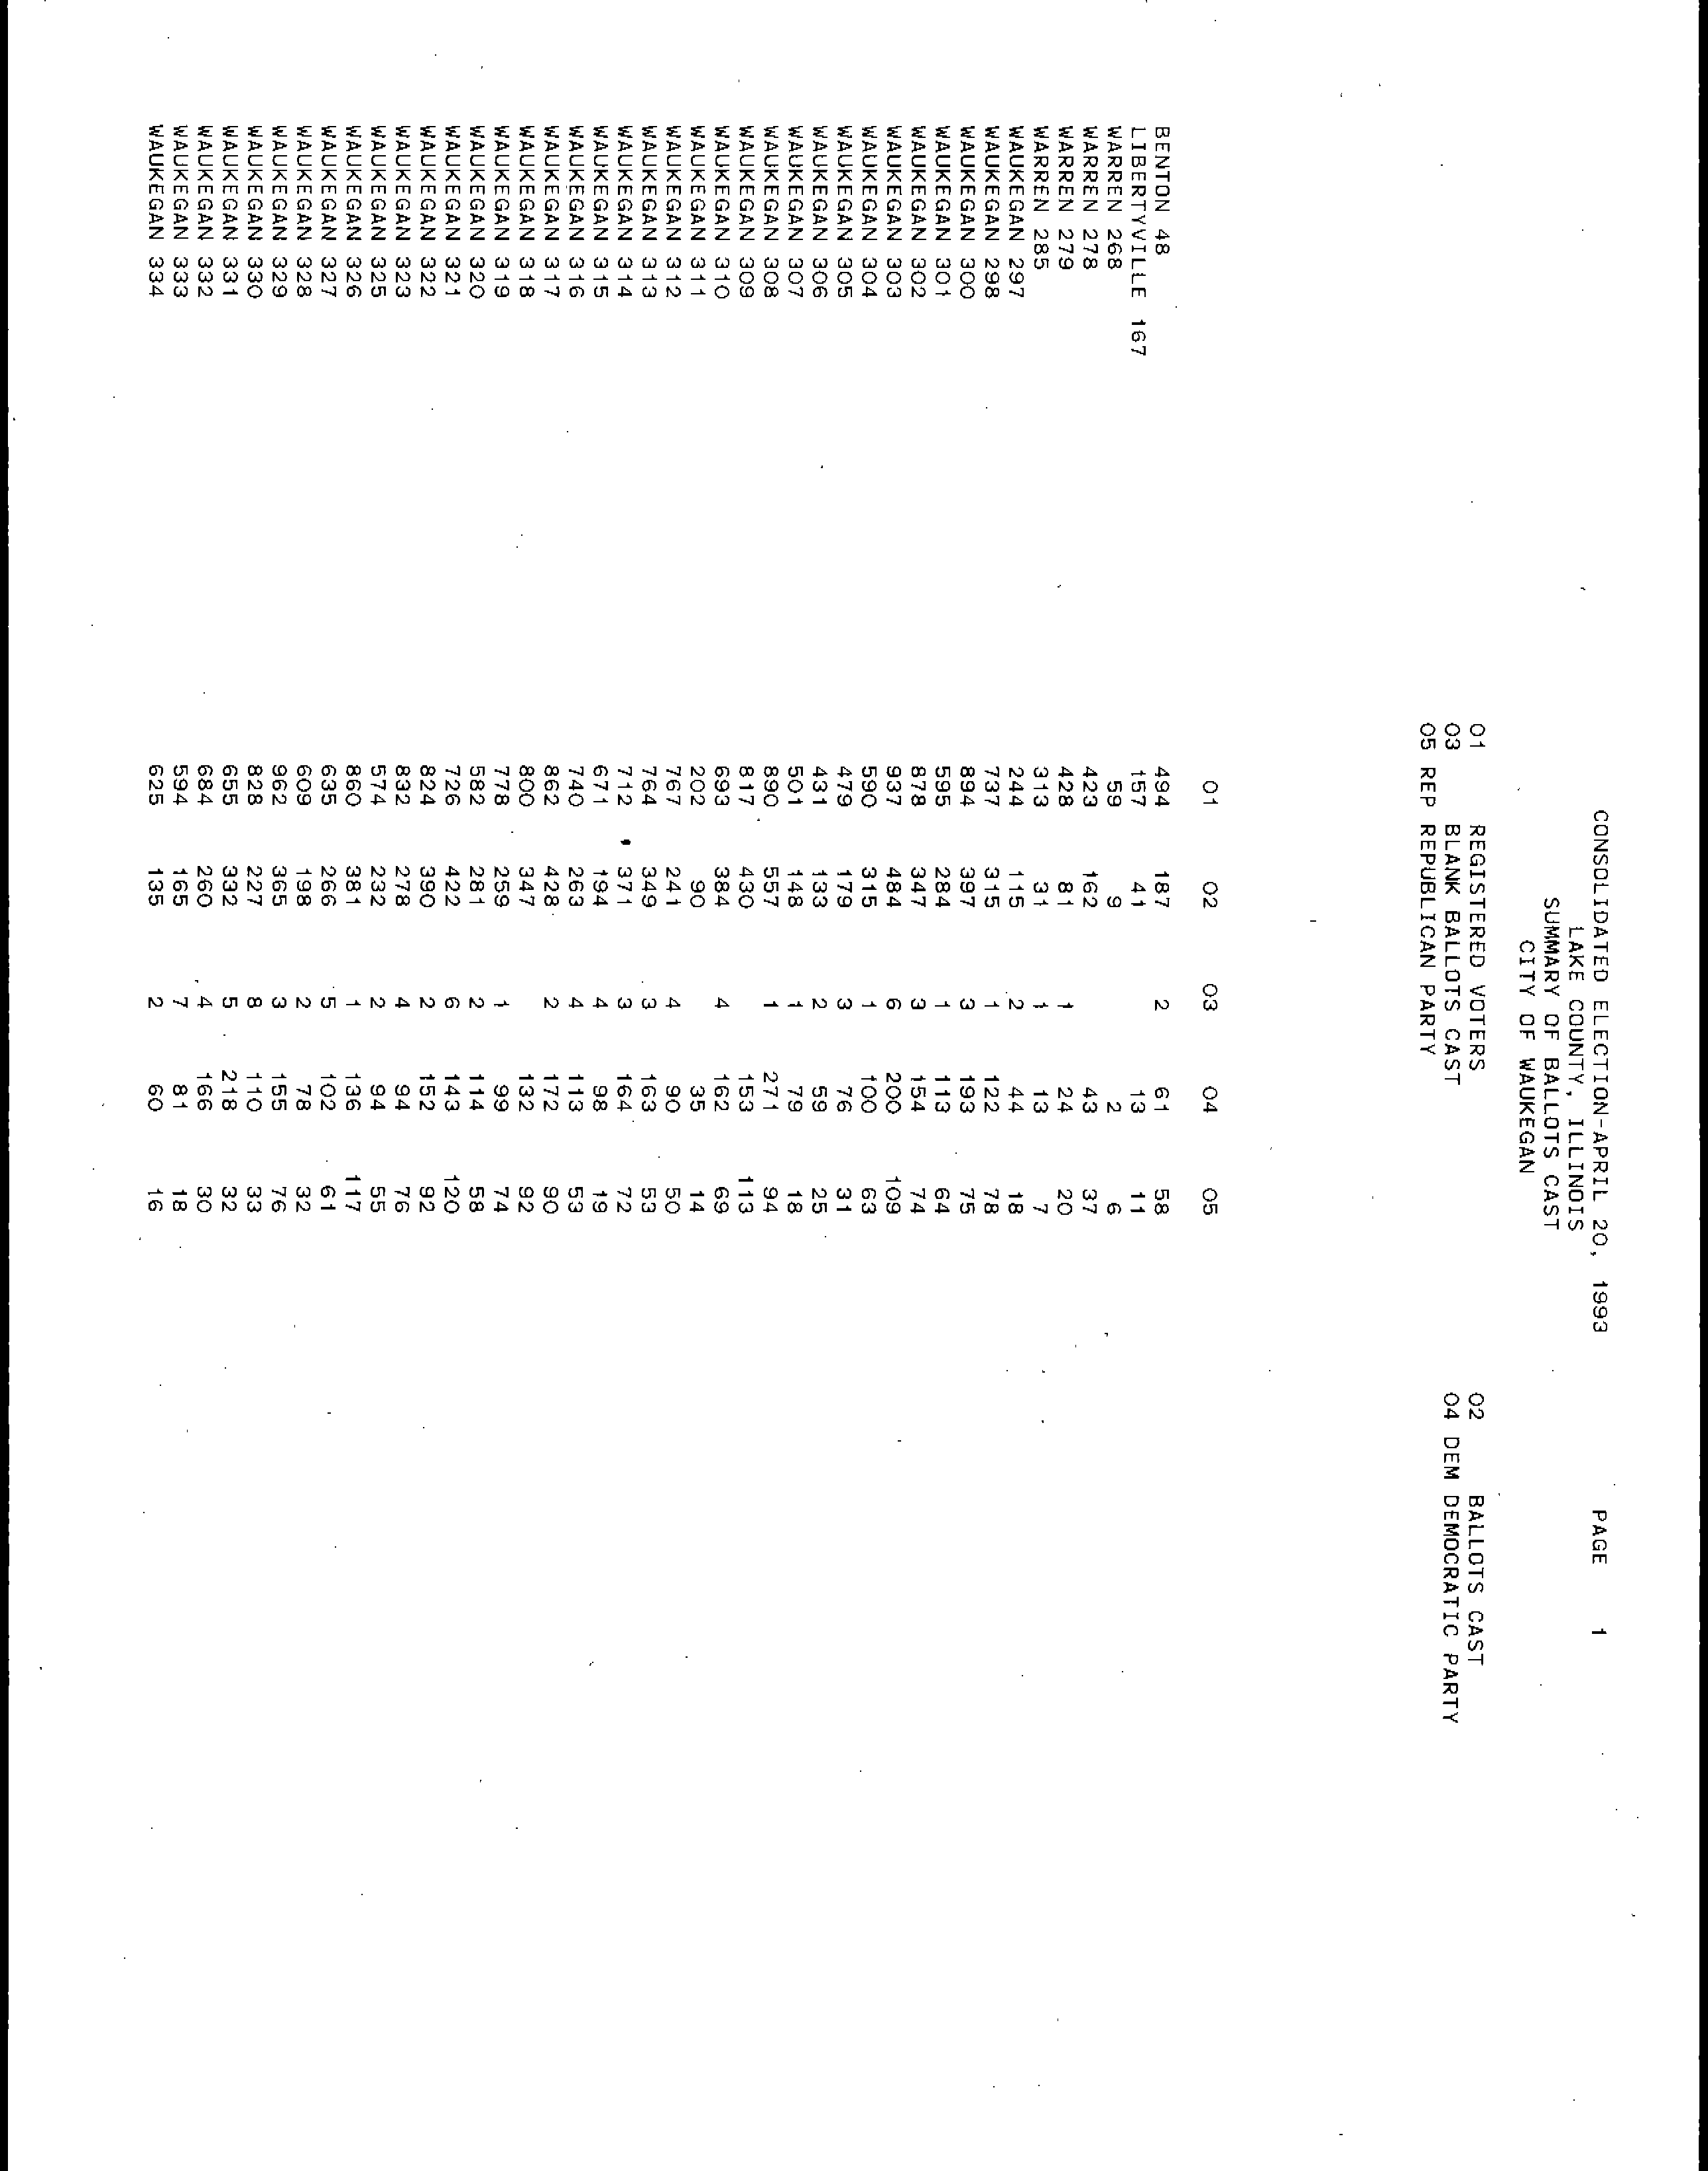 CONSOLIDATED ELECTION-APRIL 20, 1993 PAGE 1
LAKE COUNTY, ILLINOIS
SUMMARY OF BALLOTS CAST
CITY OF WAUKEGAN
01 REGISTERED VOTERS 02 BALLOTS CAST
03 BLANK BALLOTS CAST 04 DEM DEMOCRATIC PARTY
05 REP REPUBLICAN PARTY
01 02 03 04 05
BENTON 48 494 187 2 61 58
LIBERTYVILLE 167 157 41 13 11
WARREN 268 59 9 2 6
WARREN 278 423 162 43 37
WARREN 279 428 81 1 24 20
WARREN 285 313 31 1 13 7
WAUKEGAN 297 244 115 2 44 18
WAUKEGAN 298 737 315 1 122 78
WAUKEGAN 300 894 397 3 193 75
WAUKEGAN 301 595 284 1 113 64
WAUKEGAN 302 878 347 3 154 74
WAUKEGAN 303 937 484 6 200 109
WAUKEGAN 304 590 315 1 100 63
WAUKEGAN 305 479 179 3 76 31
WAUKEGAN 306 431 133 2 59 25
WAUKEGAN 307 501 148 1 79 18
WAUKEGAN 308 890 557 1 271 94
WAUKEGAN 309 817 430 153 113
WAUKEGAN 310 693 384 4 162 69
WAUKEGAN 311 202 90 35 14
WAUKEGAN 312 767 241 4 90 50
WAUKEGAN 313 764 349 3 163 53
WAUKEGAN 314 712 371 3 164 72
WAUKEGAN 315 671 194 4 98 19
WAUKEGAN 316 740 263 4 113 53
WAUKEGAN 317 862 428 2 172 90
WAUKEGAN 318 800 347 132 92
WAUKEGAN 319 778 259 1 99 74
WAUKEGAN 320 582 281 2 114 58
WAUKEGAN 321 726 422 6 143 120
WAUKEGAN 322 824 390 2 152 92
WAUKEGAN 323 832 278 4 94 76
WAUKEGAN 325 574 232 2 94 55
WAUKEGAN 326 860 381 1 136 117
WAUKEGAN 327 635 266 5 102 61
WAUKEGAN 328 609 198 2 78 32
WAUKEGAN 329 962 365 3 155 76
WAUKEGAN 330 828 227 8 110 33
WAUKEGAN 331 655 332 5 218 32
WAUKEGAN 332 684 260 4 166 30
WAUKEGAN 333 594 165 7 81 18
WAUKEGAN 334 625 135 2 60 16